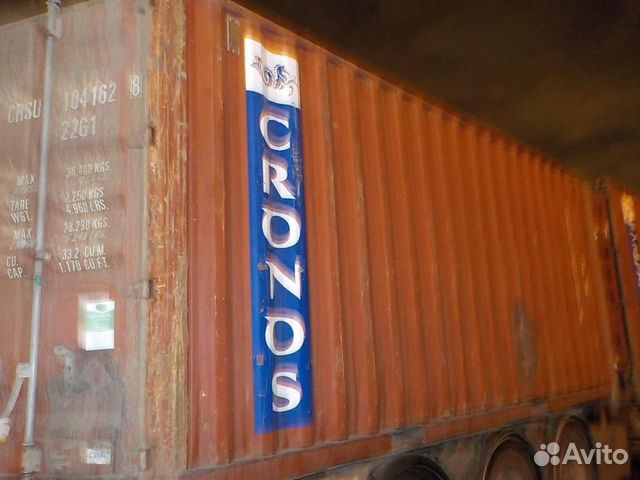 CRSU 104162 8
22G1
MAX. 30.480 KGS.
TARE 2.250 KGS.
WGT. 4.960 LBS.
MAX. 28.230 KGS.
CU. 33.2 CU.M.
CAP. 1.170 CU.FT.
CRONOS
Avito